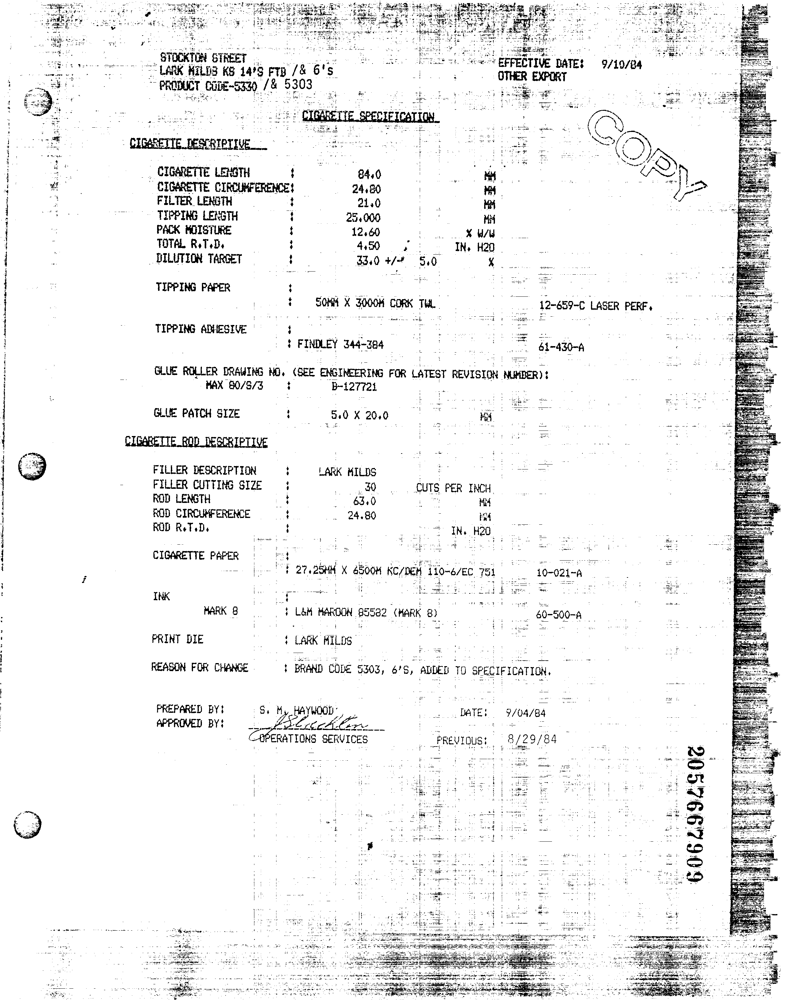 STOCKTON STREET
LARK MILDS KS 14'S FTB /& 6's
PRODUCT CODE-5330 /& 5303
EFFECTIVE DATE: 9/10/84
OTHER EXPORT
COPY
CIGARETTE SPECIFICATION
CIGARETTE DESCRIPTIVE
CIGARETTE LENGTH : 84.0 MM
CIGARETTE CIRCUMFERENCE: 24.80 MM
FILTER LENGTH : 21.0 MM
TIPPING LENGTH : 25.000 MM
PACK MOISTURE : 12.60 % W/W
TOTAL R.T.D. : 4.50 IN. H2O
DILUTION TARGET : 33.0 +/- 5.0 %
TIPPING PAPER :
: 50MM X 3000M CORK TWL 12-659-C LASER PERF.
TIPPING ADHESIVE :
: FINDLEY 344-384 61-430-A
GLUE ROLLER DRAWING NO. (SEE ENGINEERING FOR LATEST REVISION NUMBER):
MAX 80/S/3 : B-127721
GLUE PATCH SIZE : 5.0 X 20.0 MM
CIGARETTE ROD DESCRIPTIVE
FILLER DESCRIPTION : LARK MILDS
FILLER CUTTING SIZE : 30 CUTS PER INCH
ROD LENGTH : 63.0 MM
ROD CIRCUMFERENCE : 24.80 MM
ROD R.T.D. : IN. H2O
CIGARETTE PAPER :
: 27.25MM X 6500M KC/DEM 110-6/EC 751 10-021-A
INK :
MARK 8 : L&M MAROON 85582 (MARK 8) 60-500-A
PRINT DIE : LARK MILDS
REASON FOR CHANGE : BRAND CODE 5303, 6'S, ADDED TO SPECIFICATION.
PREPARED BY: S. M. HAYWOOD DATE: 9/04/84
APPROVED BY:
OPERATIONS SERVICES PREVIOUS: 8/29/84
2057667909